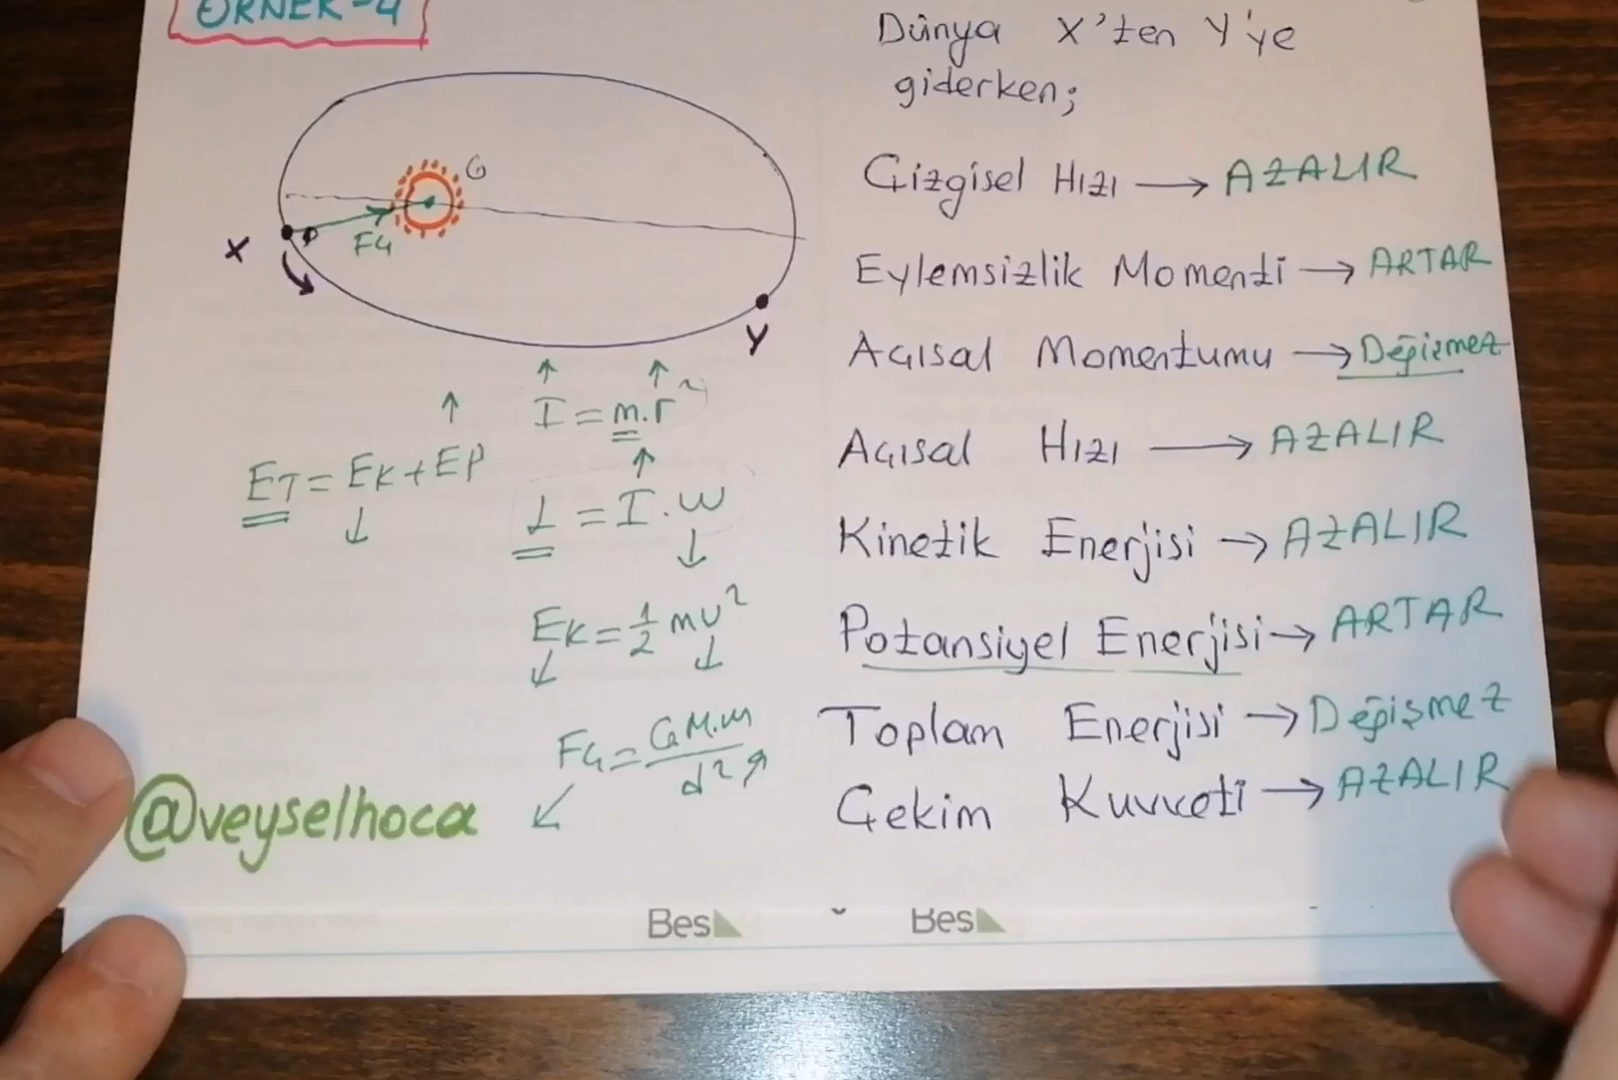 ÖRNEK-4
Dünya X'ten Y'ye
giderken;
Çizgisel Hızı → AZALIR
Eylemsizlik Momenti → ARTAR
Açısal Momentumu → Değişmez
Açısal Hızı → AZALIR
Kinetik Enerjisi → AZALIR
Potansiyel Enerjisi → ARTAR
Toplam Enerjisi → Değişmez
Çekim Kuvveti → AZALIR
G
X
FG
Y
↑ ↑
I = m.r²
↑
ET = EK + EP
↓
↑
L = I.w
↓
EK = 1/2 mv²
↓ ↓
FG = G M.m / d² ↗
↙
@veyselhoca
Bes Bes